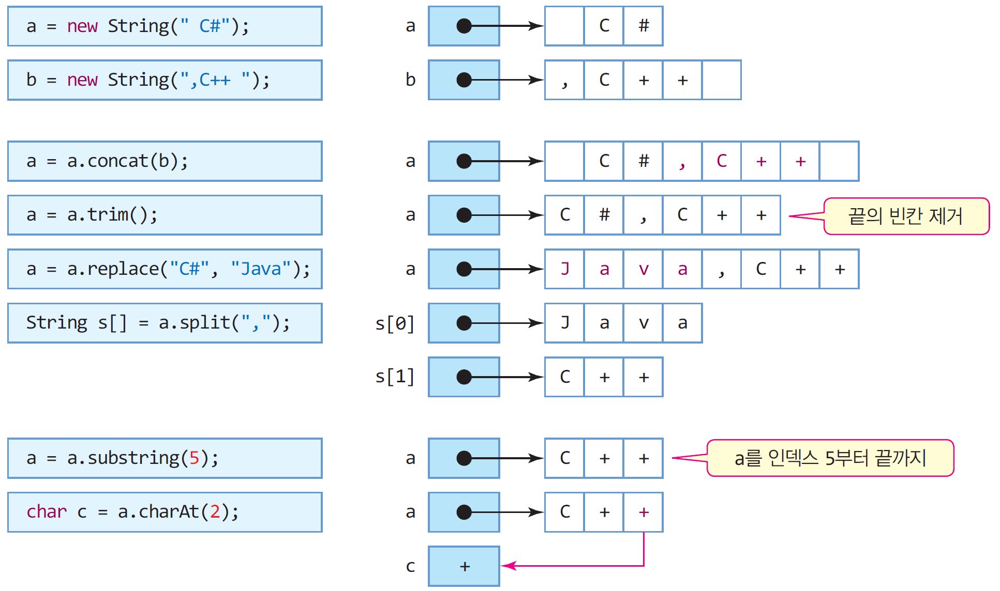 a = new String(" C#"); a C #
b = new String(",C++ "); b , C + +
a = a.concat(b); a C # , C + +
a = a.trim(); a C # , C + + 끝의 빈칸 제거
a = a.replace("C#", "Java"); a J a v a , C + +
String s[] = a.split(","); s[0] J a v a
s[1] C + +
a = a.substring(5); a C + + a를 인덱스 5부터 끝까지
char c = a.charAt(2); a C + +
c +